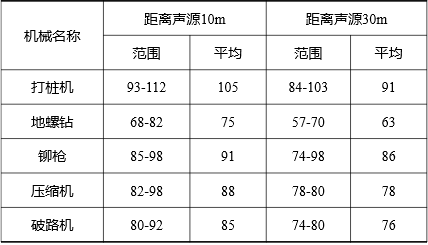 机械名称 距离声源10m 距离声源30m
范围 平均 范围 平均
打桩机 93-112 105 84-103 91
地螺钻 68-82 75 57-70 63
铆枪 85-98 91 74-98 86
压缩机 82-98 88 78-80 78
破路机 80-92 85 74-80 76